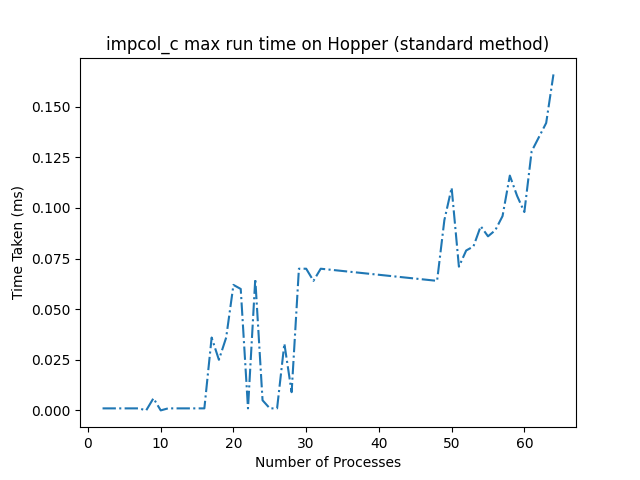 impcol_c max run time on Hopper (standard method)
0.150
0.125
0.100
0.075
0.050
0.025
0.000
Time Taken (ms)
0 10 20 30 40 50 60
Number of Processes